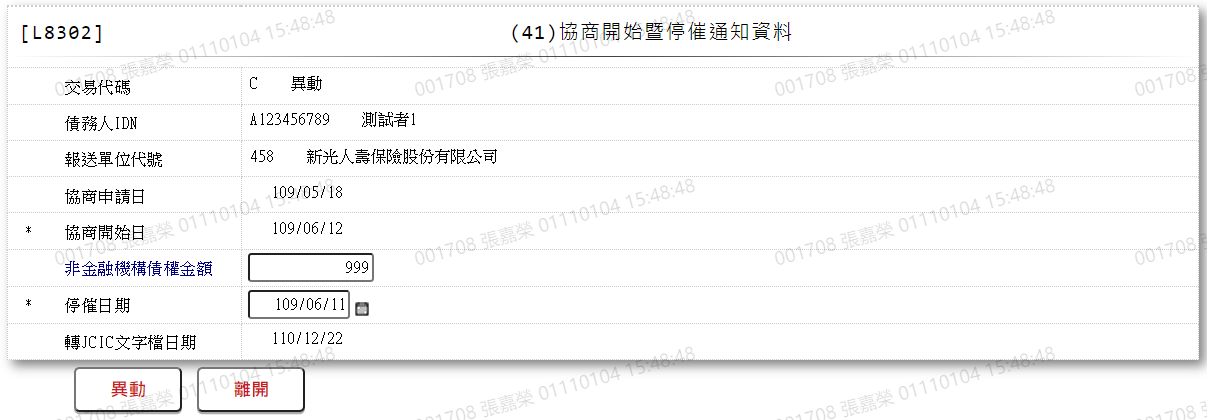 [L8302] (41)協商開始暨停催通知資料
交易代碼 C 異動
債務人IDN A123456789 測試者1
報送單位代號 458 新光人壽保險股份有限公司
協商申請日 109/05/18
* 協商開始日 109/06/12
非金融機構債權金額 999
* 停催日期 109/06/11
轉JCIC文字檔日期 110/12/22
異動 離開
001708 張嘉榮 01110104 15:48:48